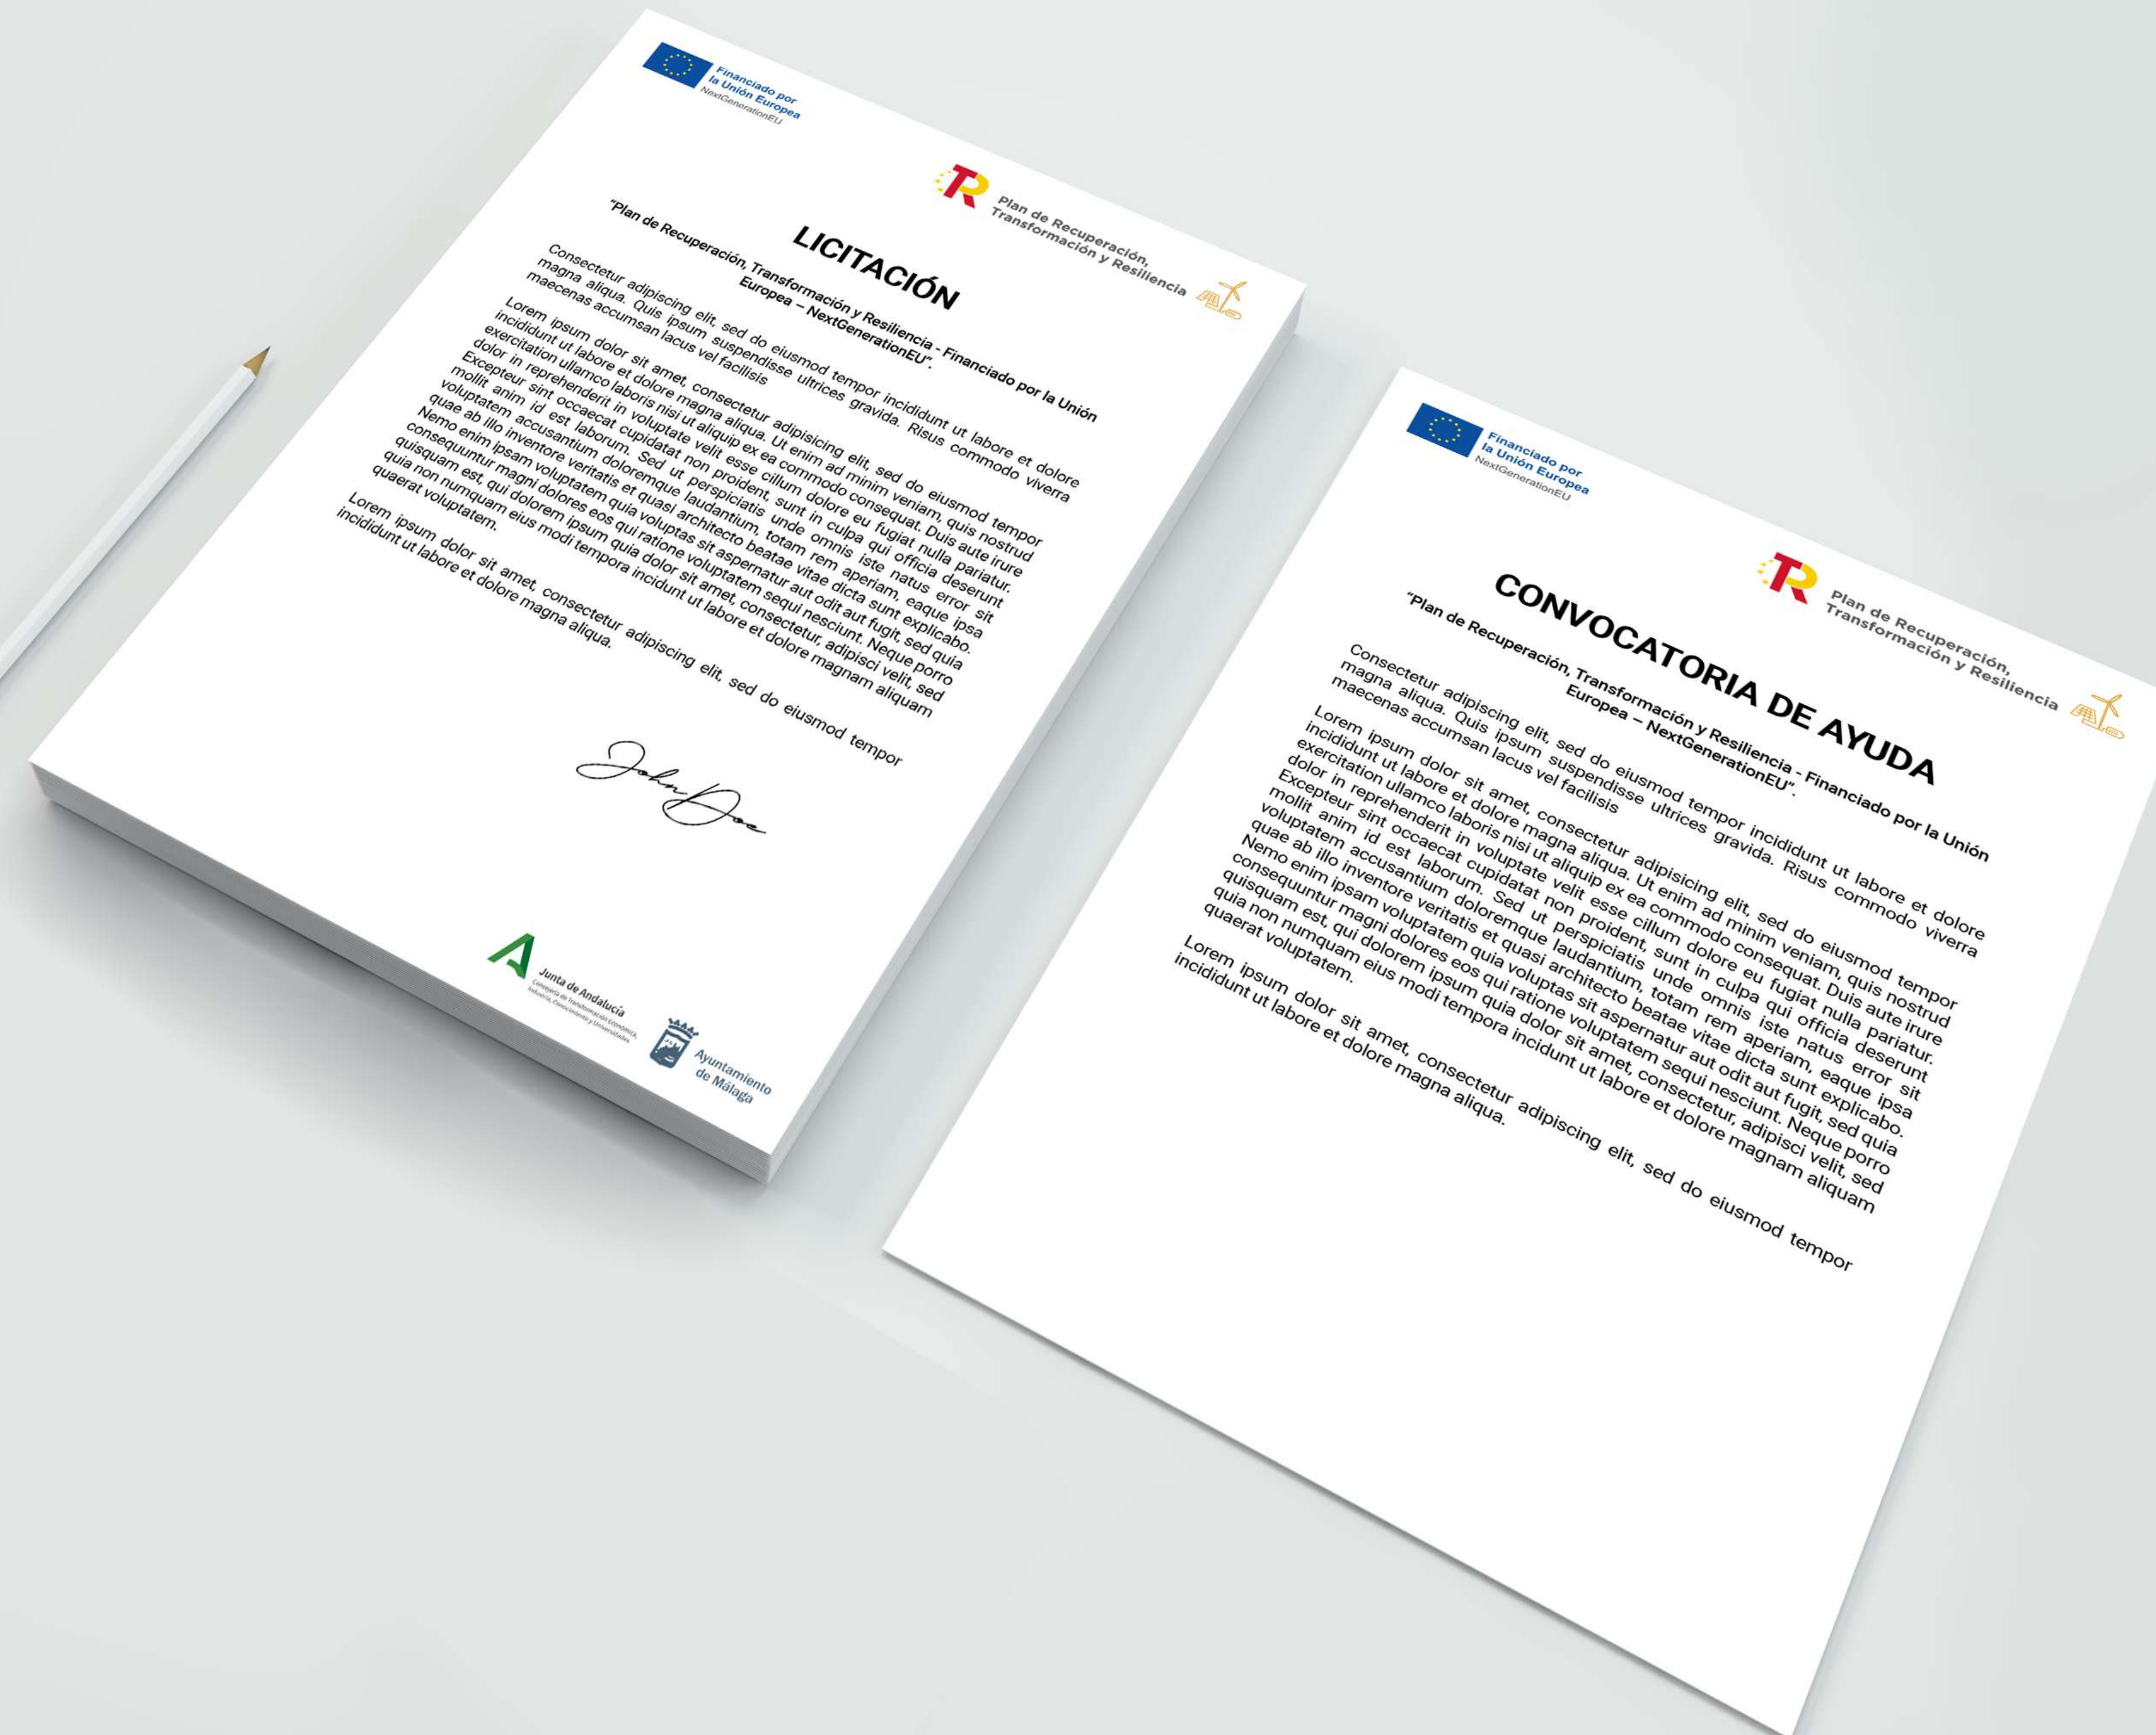 Financiado por
la Unión Europea
NextGenerationEU
Plan de Recuperación,
Transformación y Resiliencia
LICITACIÓN
“Plan de Recuperación, Transformación y Resiliencia - Financiado por la Unión
Europea – NextGenerationEU”.
Consectetur adipiscing elit, sed do eiusmod tempor incididunt ut labore et dolore
magna aliqua. Quis ipsum suspendisse ultrices gravida. Risus commodo viverra
maecenas accumsan lacus vel facilisis
Lorem ipsum dolor sit amet, consectetur adipisicing elit, sed do eiusmod tempor
incididunt ut labore et dolore magna aliqua. Ut enim ad minim veniam, quis nostrud
exercitation ullamco laboris nisi ut aliquip ex ea commodo consequat. Duis aute irure
dolor in reprehenderit in voluptate velit esse cillum dolore eu fugiat nulla pariatur.
Excepteur sint occaecat cupidatat non proident, sunt in culpa qui officia deserunt
mollit anim id est laborum. Sed ut perspiciatis unde omnis iste natus error sit
voluptatem accusantium doloremque laudantium, totam rem aperiam, eaque ipsa
quae ab illo inventore veritatis et quasi architecto beatae vitae dicta sunt explicabo.
Nemo enim ipsam voluptatem quia voluptas sit aspernatur aut odit aut fugit, sed quia
consequuntur magni dolores eos qui ratione voluptatem sequi nesciunt. Neque porro
quisquam est, qui dolorem ipsum quia dolor sit amet, consectetur, adipisci velit, sed
quia non numquam eius modi tempora incidunt ut labore et dolore magnam aliquam
quaerat voluptatem.
Lorem ipsum dolor sit amet, consectetur adipiscing elit, sed do eiusmod tempor
incididunt ut labore et dolore magna aliqua.
John Doe
Junta de Andalucía
Consejería de Transformación Económica,
Industria, Conocimiento y Universidades
Ayuntamiento
de Málaga
Financiado por
la Unión Europea
NextGenerationEU
Plan de Recuperación,
Transformación y Resiliencia
CONVOCATORIA DE AYUDA
“Plan de Recuperación, Transformación y Resiliencia - Financiado por la Unión
Europea – NextGenerationEU”.
Consectetur adipiscing elit, sed do eiusmod tempor incididunt ut labore et dolore
magna aliqua. Quis ipsum suspendisse ultrices gravida. Risus commodo viverra
maecenas accumsan lacus vel facilisis
Lorem ipsum dolor sit amet, consectetur adipisicing elit, sed do eiusmod tempor
incididunt ut labore et dolore magna aliqua. Ut enim ad minim veniam, quis nostrud
exercitation ullamco laboris nisi ut aliquip ex ea commodo consequat. Duis aute irure
dolor in reprehenderit in voluptate velit esse cillum dolore eu fugiat nulla pariatur.
Excepteur sint occaecat cupidatat non proident, sunt in culpa qui officia deserunt
mollit anim id est laborum. Sed ut perspiciatis unde omnis iste natus error sit
voluptatem accusantium doloremque laudantium, totam rem aperiam, eaque ipsa
quae ab illo inventore veritatis et quasi architecto beatae vitae dicta sunt explicabo.
Nemo enim ipsam voluptatem quia voluptas sit aspernatur aut odit aut fugit, sed quia
consequuntur magni dolores eos qui ratione voluptatem sequi nesciunt. Neque porro
quisquam est, qui dolorem ipsum quia dolor sit amet, consectetur, adipisci velit, sed
quia non numquam eius modi tempora incidunt ut labore et dolore magnam aliquam
quaerat voluptatem.
Lorem ipsum dolor sit amet, consectetur adipiscing elit, sed do eiusmod tempor
incididunt ut labore et dolore magna aliqua.